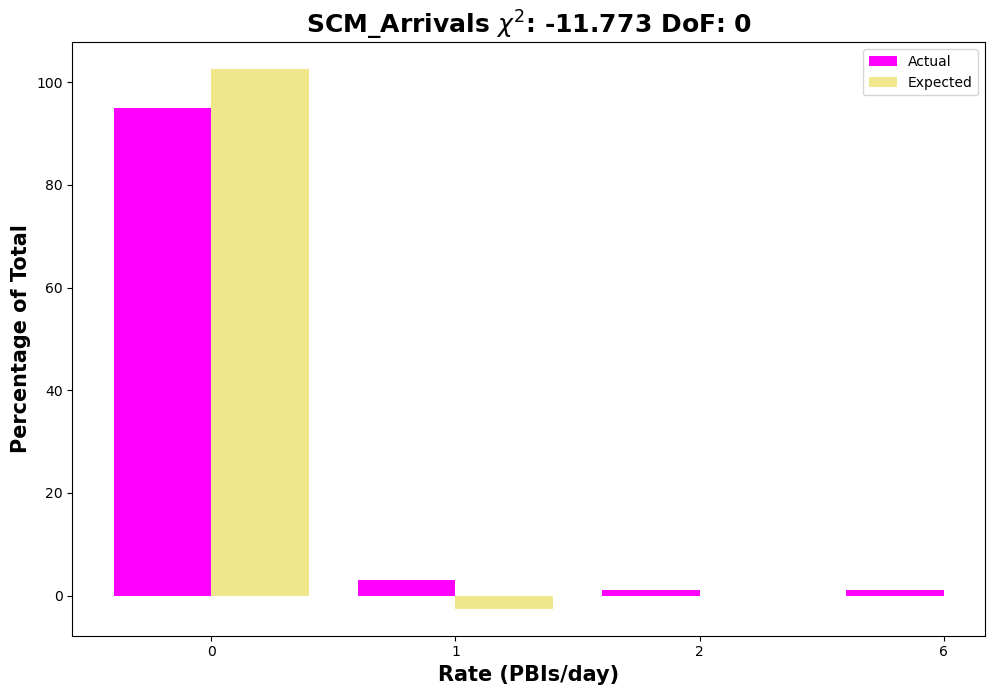 SCM_Arrivals χ²: -11.773 DoF: 0
Actual
Expected
Percentage of Total
100
80
60
40
20
0
0 1 2 6
Rate (PBIs/day)